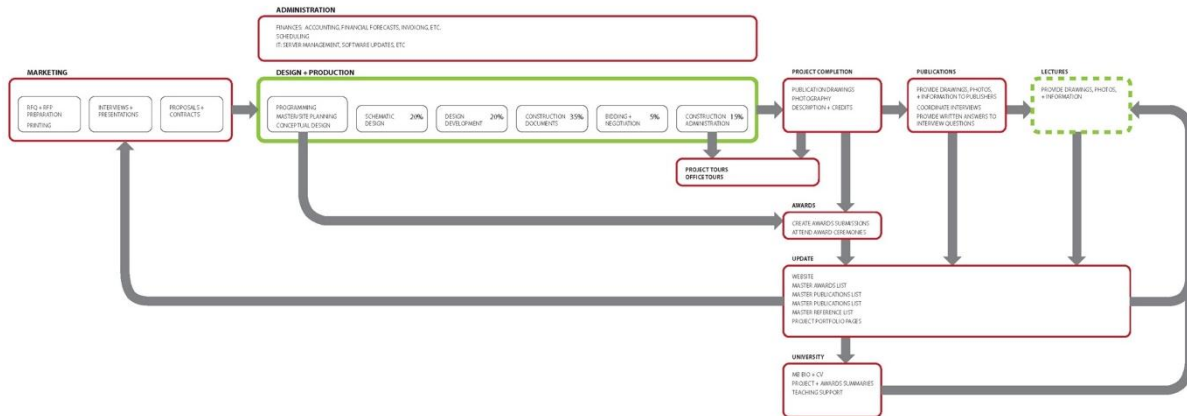 ADMINISTRATION
FINANCES: ACCOUNTING, FINANCIAL FORECASTS, INVOICING, ETC.
SCHEDULING
IT: SERVER MANAGEMENT, SOFTWARE UPDATES, ETC
MARKETING
RFQ + RFP
PREPARATION
PRINTING
INTERVIEWS +
PRESENTATIONS
PROPOSALS +
CONTRACTS
DESIGN + PRODUCTION
PROGRAMMING
MASTER/SITE PLANNING
CONCEPTUAL DESIGN
SCHEMATIC 20%
DESIGN
DESIGN 20%
DEVELOPMENT
CONSTRUCTION 35%
DOCUMENTS
BIDDING + 5%
NEGOTIATION
CONSTRUCTION 15%
ADMINISTRATION
PROJECT COMPLETION
PUBLICATION DRAWINGS
PHOTOGRAPHY
DESCRIPTION + CREDITS
PUBLICATIONS
PROVIDE DRAWINGS, PHOTOS,
+ INFORMATION TO PUBLISHERS
COORDINATE INTERVIEWS
PROVIDE WRITTEN ANSWERS TO
INTERVIEW QUESTIONS
LECTURES
PROVIDE DRAWINGS, PHOTOS,
+ INFORMATION
PROJECT TOURS
OFFICE TOURS
AWARDS
CREATE AWARDS SUBMISSIONS
ATTEND AWARD CEREMONIES
UPDATE
WEBSITE
MASTER AWARDS LIST
MASTER PUBLICATIONS LIST
MASTER PUBLICATIONS LIST
MASTER REFERENCE LIST
PROJECT PORTFOLIO PAGES
UNIVERSITY
MB BIO + CV
PROJECT + AWARDS SUMMARIES
TEACHING SUPPORT